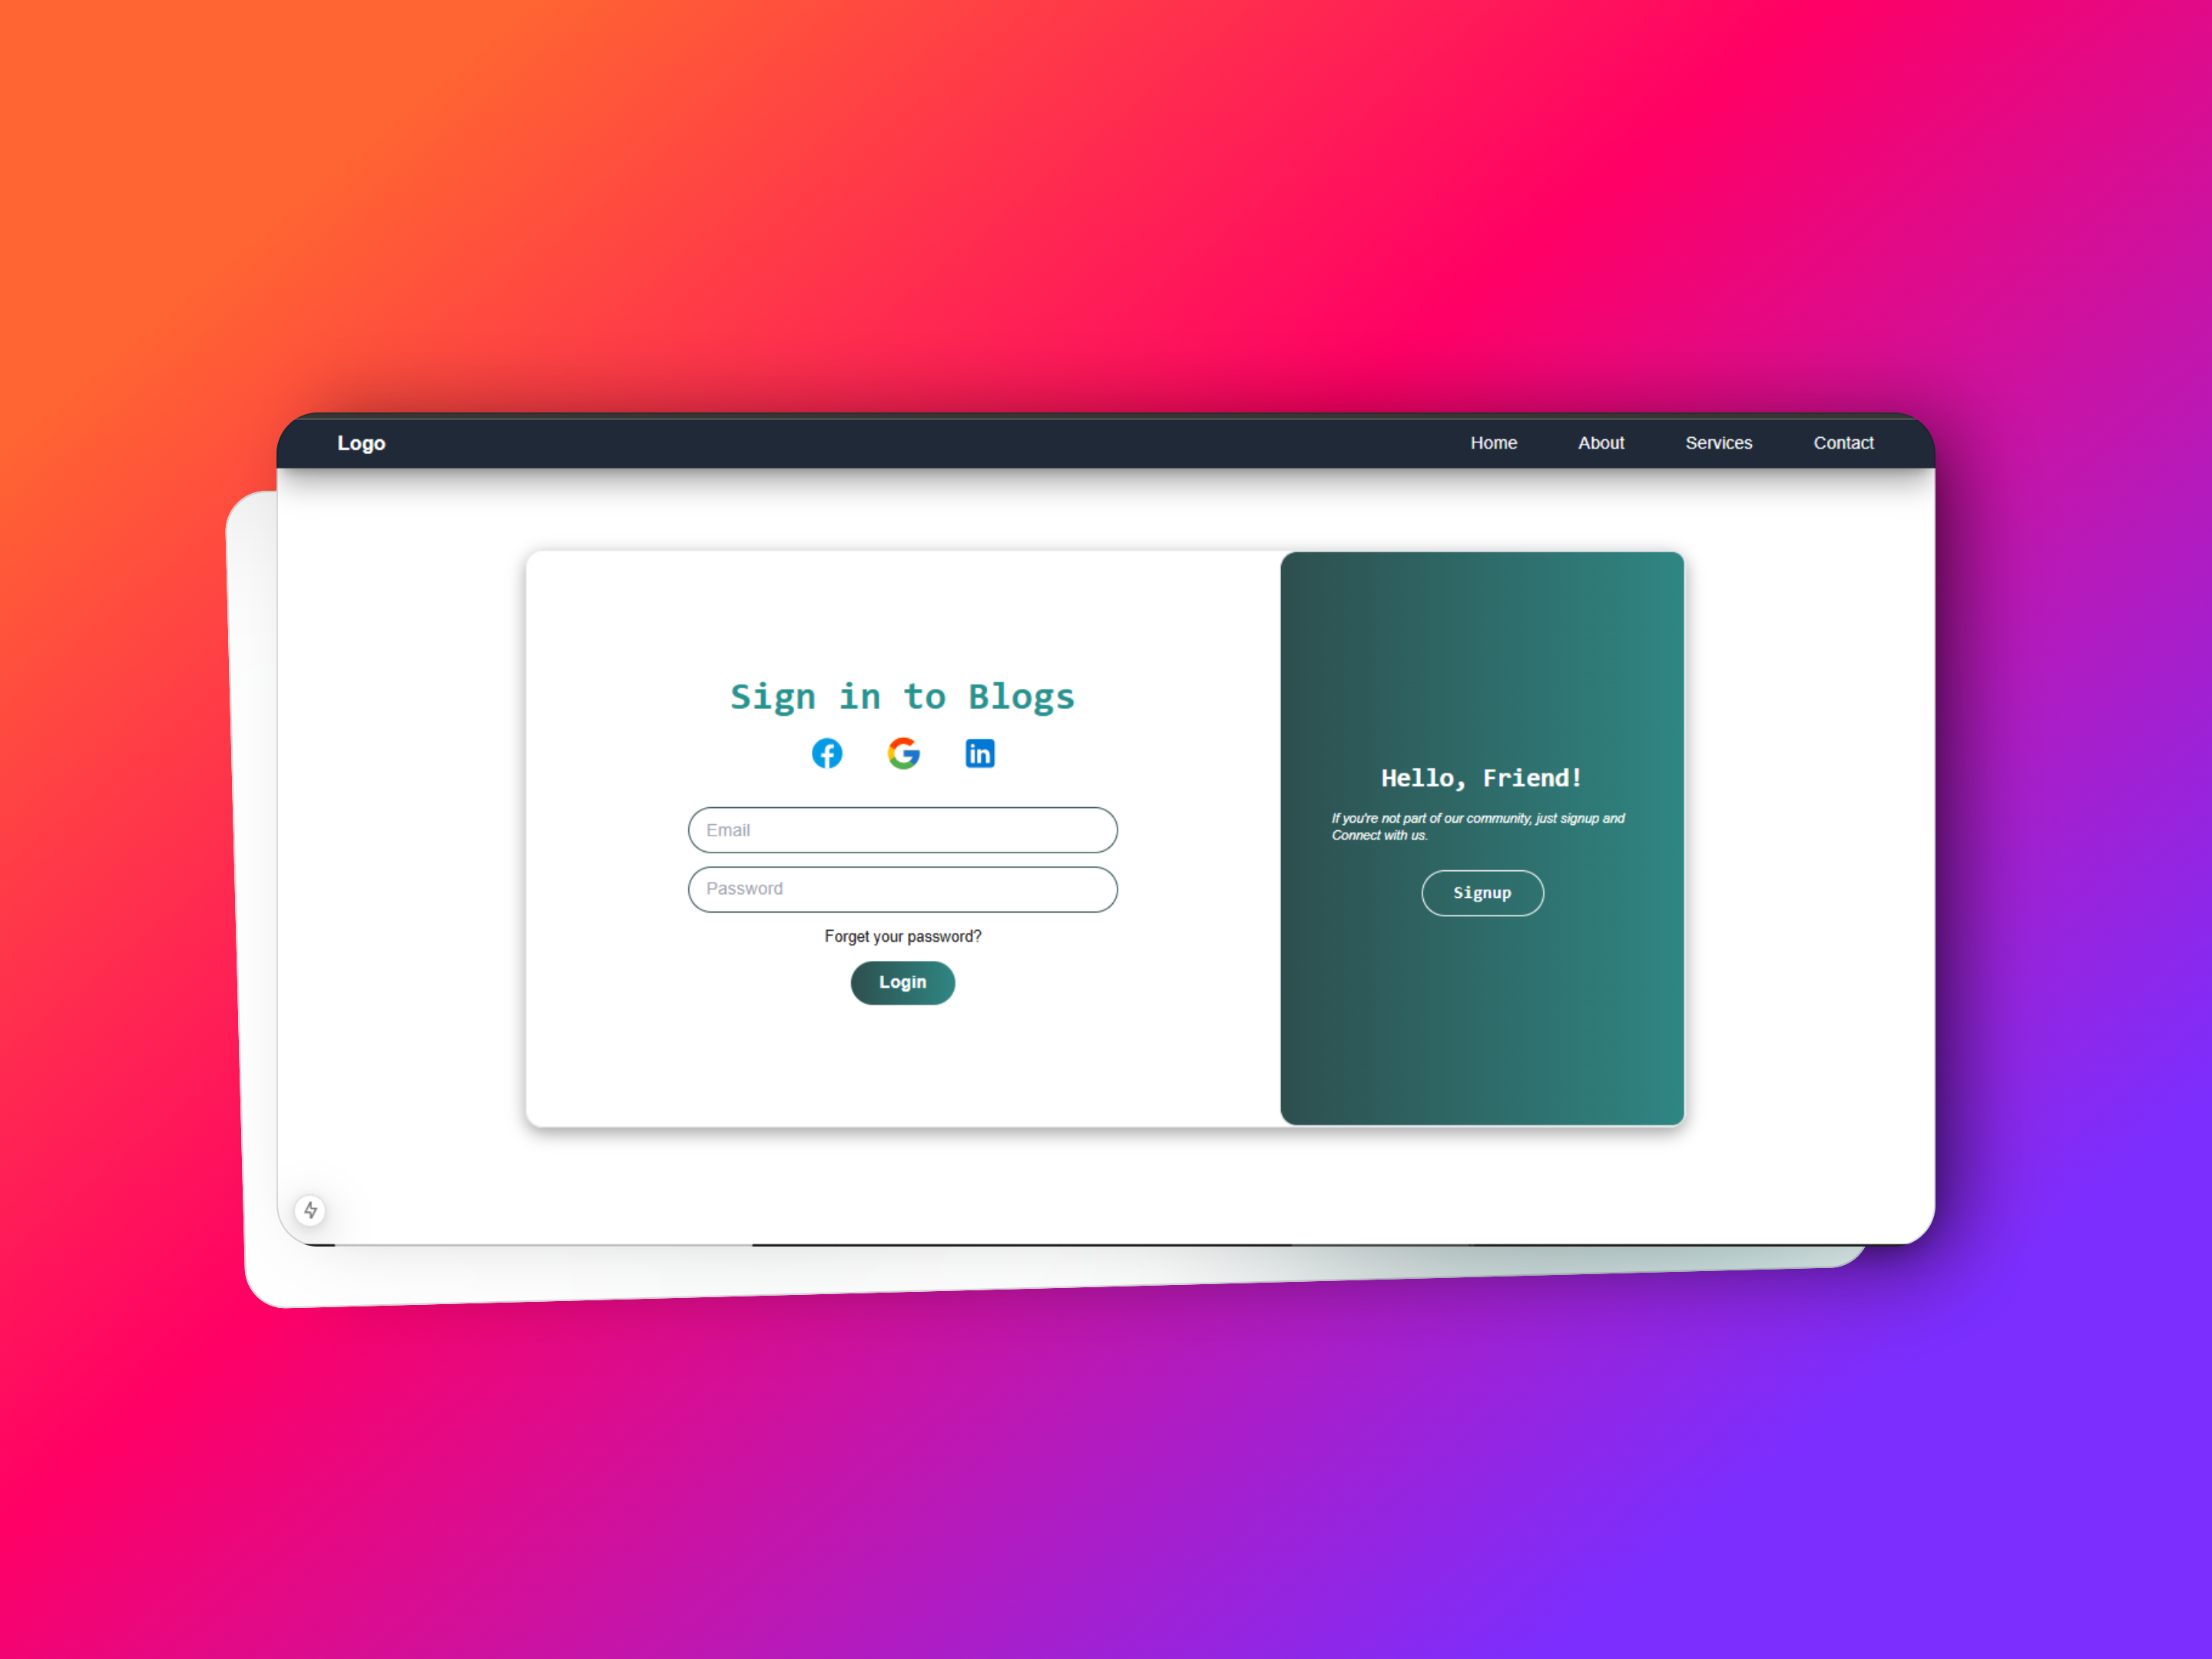 Logo
Home
About
Services
Contact
Sign in to Blogs
Email
Password
Forget your password?
Login
Hello, Friend!
If you're not part of our community, just signup and
Connect with us.
Signup